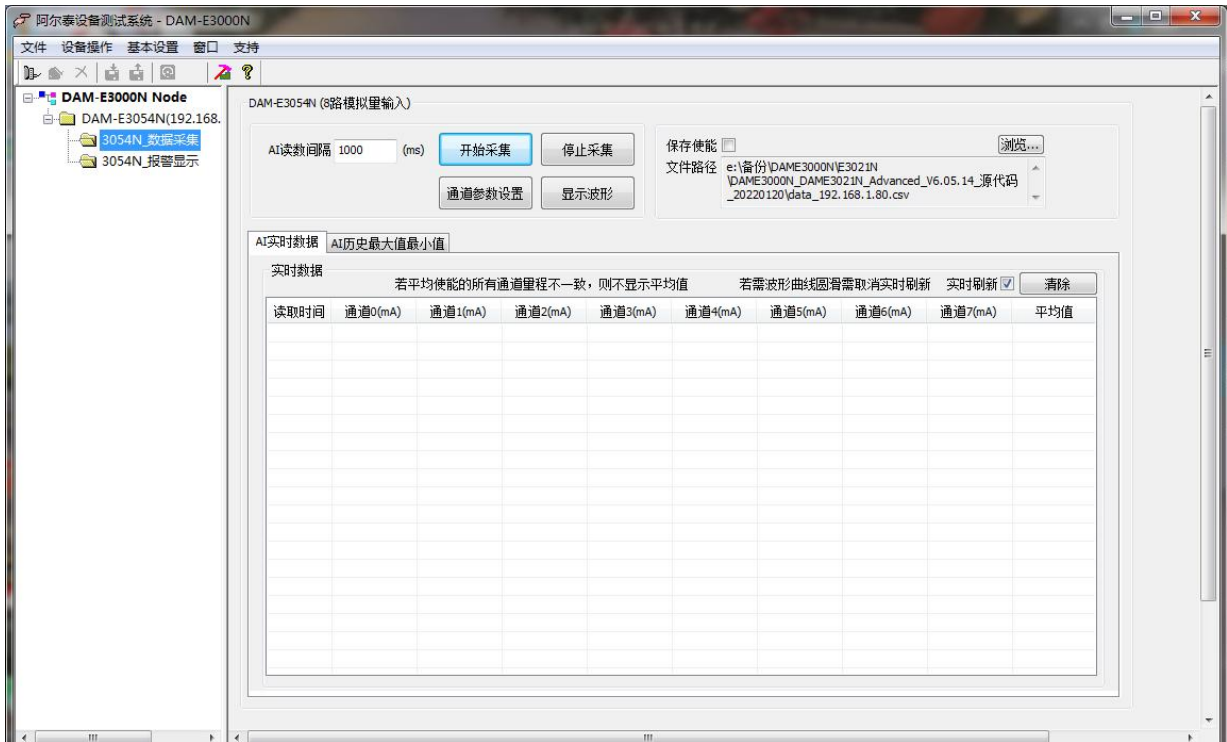 阿尔泰设备测试系统 - DAM-E3000N
文件 设备操作 基本设置 窗口 支持
DAM-E3000N Node
DAM-E3054N(192.168.
3054N_数据采集
3054N_报警显示
DAM-E3054N (8路模拟里输入)
AI读数间隔 1000 (ms) 开始采集 停止采集
通道参数设置 显示波形
保存使能 浏览...
文件路径 e:\备份\DAME3000N\E3021N
\DAME3000N_DAME3021N_Advanced_V6.05.14_源代码
_20220120\data_192.168.1.80.csv
AI实时数据 AI历史最大值最小值
实时数据
若平均使能的所有通道里程不一致，则不显示平均值 若需波形曲线圆滑需取消实时刷新 实时刷新 清除
读取时间 通道0(mA) 通道1(mA) 通道2(mA) 通道3(mA) 通道4(mA) 通道5(mA) 通道6(mA) 通道7(mA) 平均值